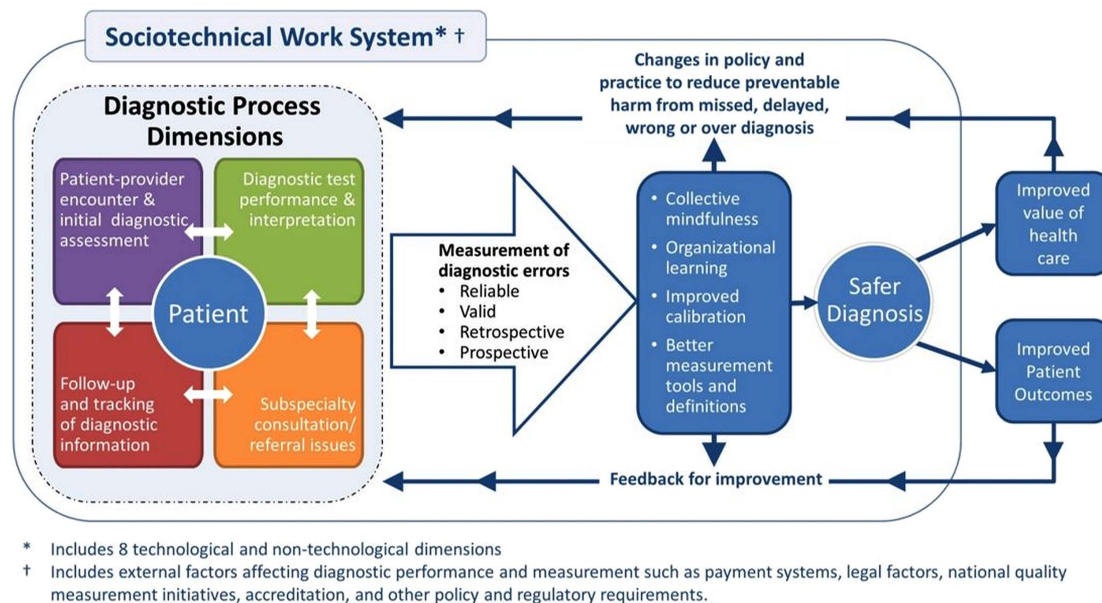 Sociotechnical Work System* †
Diagnostic Process
Dimensions
Patient-provider
encounter &
initial diagnostic
assessment
Diagnostic test
performance &
interpretation
Patient
Follow-up
and tracking
of diagnostic
information
Subspecialty
consultation/
referral issues
Measurement of
diagnostic errors
• Reliable
• Valid
• Retrospective
• Prospective
Changes in policy and
practice to reduce preventable
harm from missed, delayed,
wrong or over diagnosis
• Collective
mindfulness
• Organizational
learning
• Improved
calibration
• Better
measurement
tools and
definitions
Feedback for improvement
Safer
Diagnosis
Improved
value of
health
care
Improved
Patient
Outcomes
* Includes 8 technological and non-technological dimensions
† Includes external factors affecting diagnostic performance and measurement such as payment systems, legal factors, national quality
measurement initiatives, accreditation, and other policy and regulatory requirements.